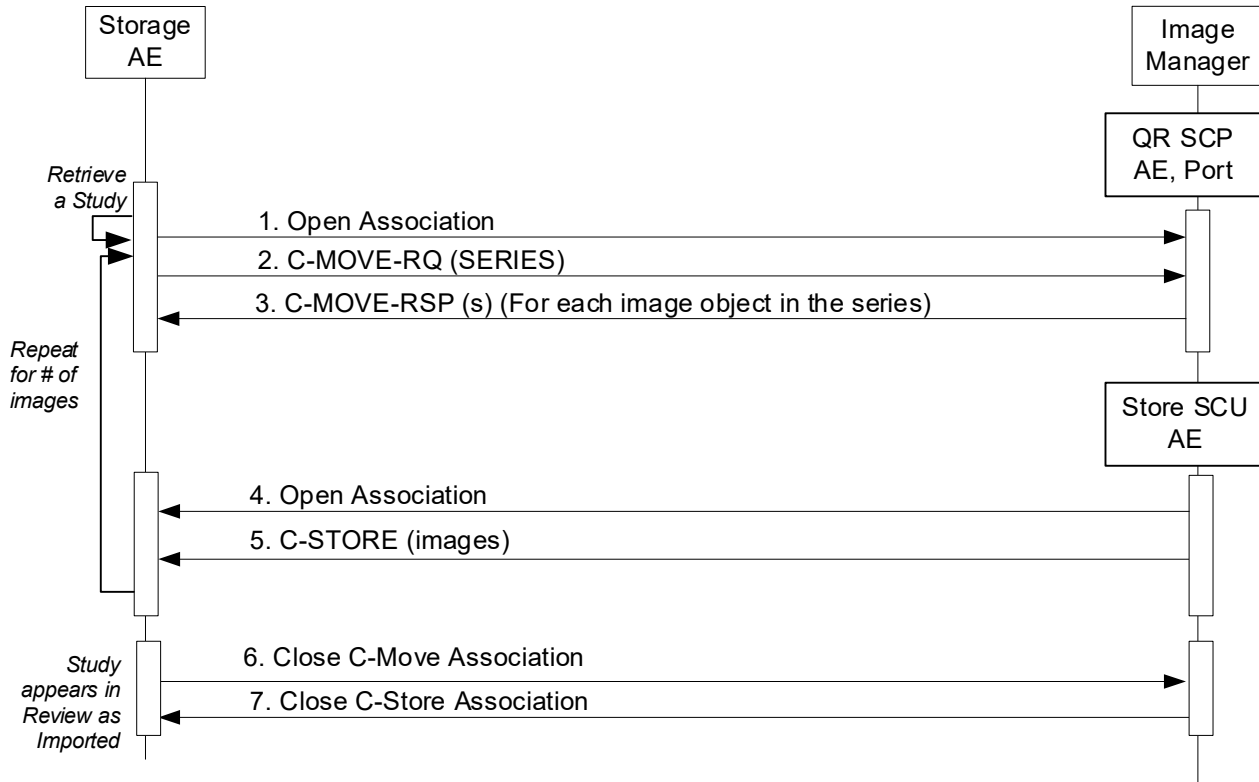 Storage
AE
Image
Manager
QR SCP
AE, Port
Retrieve
a Study
1. Open Association
2. C-MOVE-RQ (SERIES)
3. C-MOVE-RSP (s) (For each image object in the series)
Repeat
for # of
images
Store SCU
AE
4. Open Association
5. C-STORE (images)
6. Close C-Move Association
7. Close C-Store Association
Study
appears in
Review as
Imported